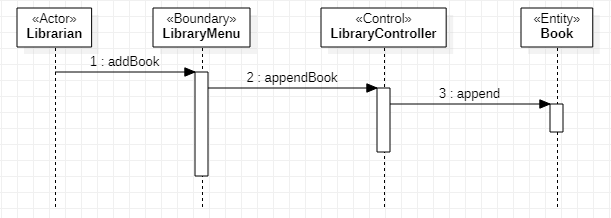 «Actor»
Librarian
«Boundary»
LibraryMenu
«Control»
LibraryController
«Entity»
Book
1 : addBook
2 : appendBook
3 : append